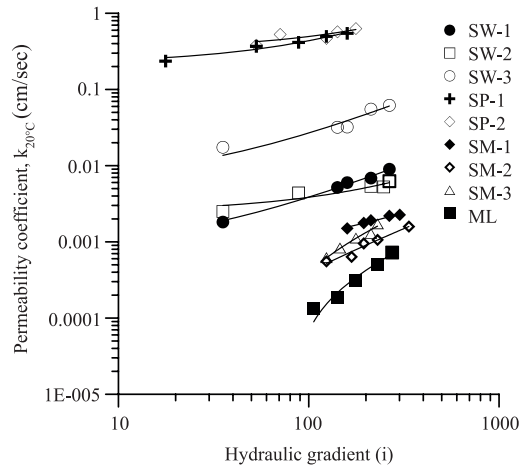 1
0.1
0.01
0.001
0.0001
1E-005
Permeability coefficient, k20°C (cm/sec)
10
100
1000
Hydraulic gradient (i)
SW-1
SW-2
SW-3
SP-1
SP-2
SM-1
SM-2
SM-3
ML